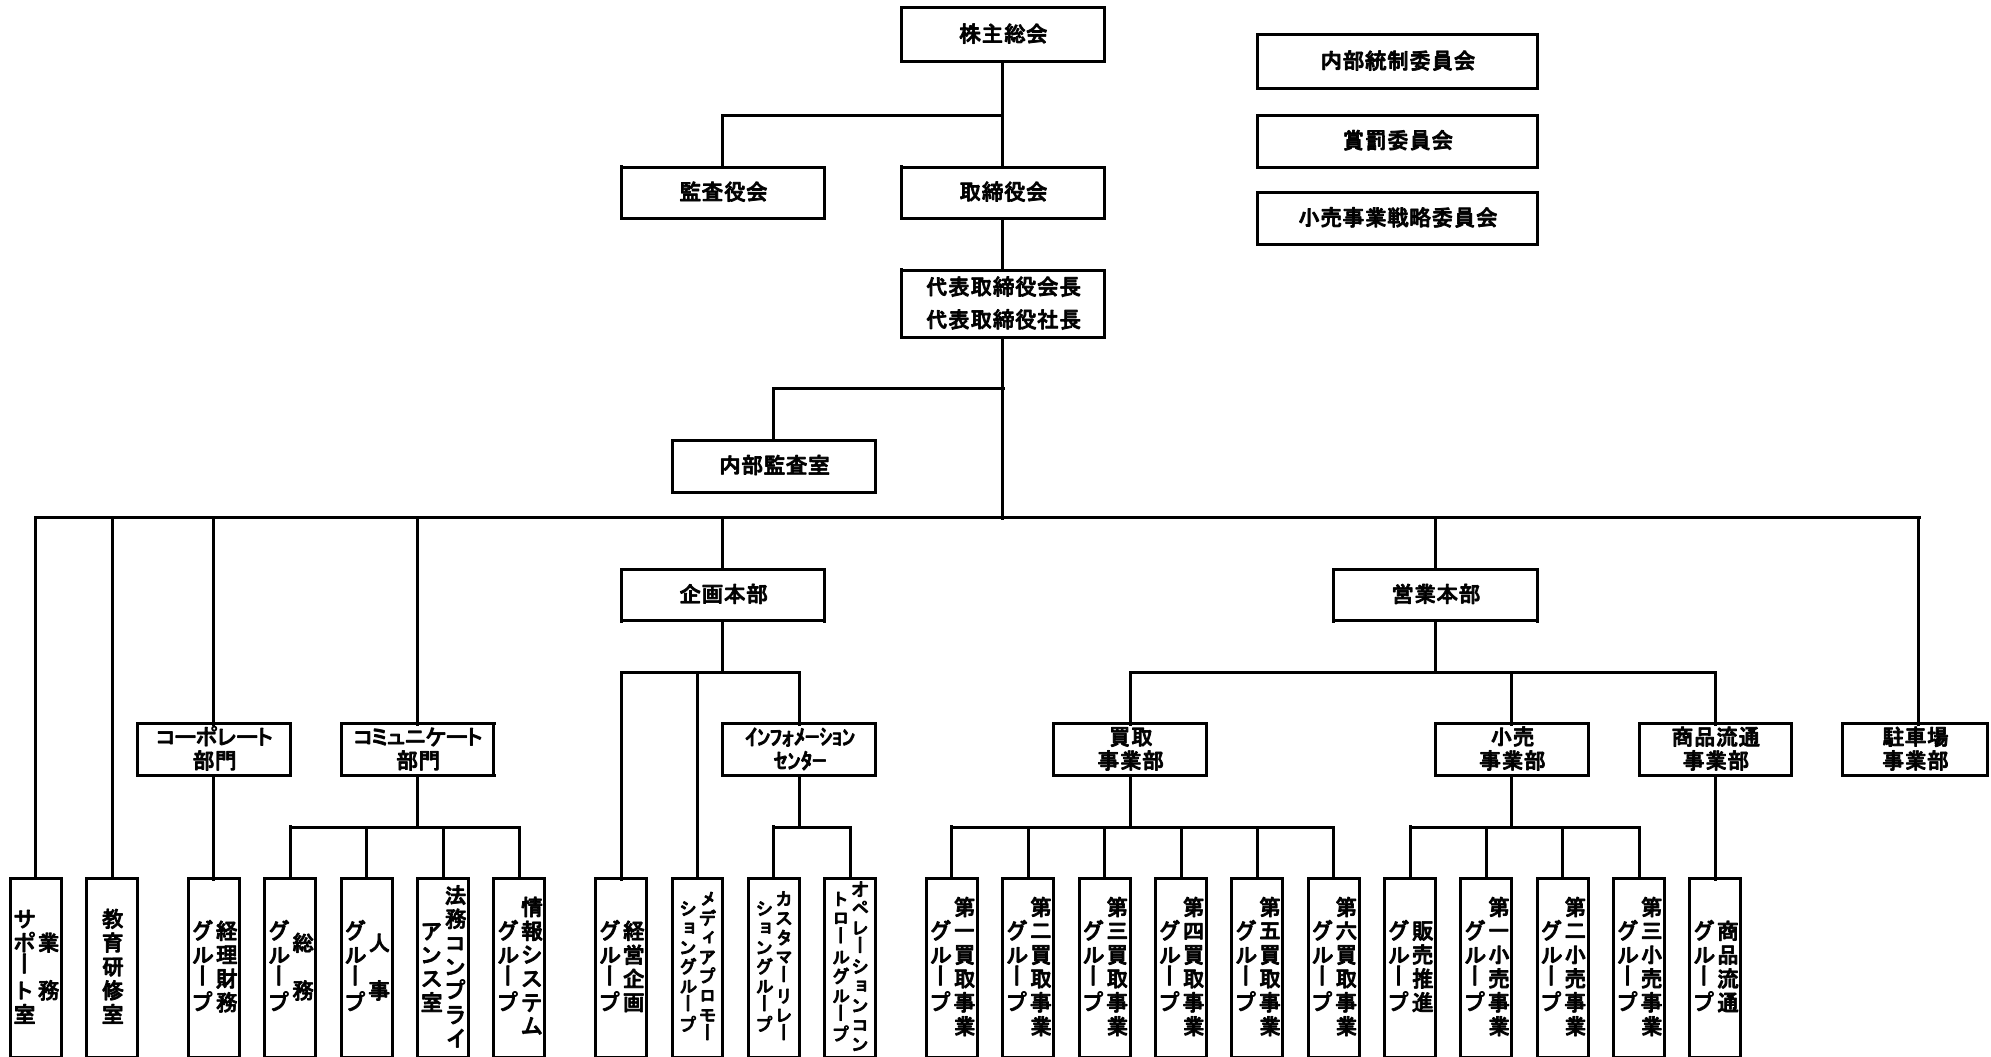 株主総会
内部統制委員会
賞罰委員会
監査役会
取締役会
小売事業戦略委員会
代表取締役会長
代表取締役社長
内部監査室
企画本部
営業本部
コーポレート
部門
コミュニケート
部門
インフォメーション
センター
買取
事業部
小売
事業部
商品流通
事業部
駐車場
事業部
業務
サポート室
教育研修室
経理財務
グループ
総務
グループ
人事
グループ
法務コンプライ
アンス室
情報システム
グループ
経営企画
グループ
メディアプロモー
ショングループ
カスタマーリレー
ショングループ
オペレーションコン
トロールグループ
第一買取事業
グループ
第二買取事業
グループ
第三買取事業
グループ
第四買取事業
グループ
第五買取事業
グループ
第六買取事業
グループ
販売推進
グループ
第一小売事業
グループ
第二小売事業
グループ
第三小売事業
グループ
商品流通
グループ